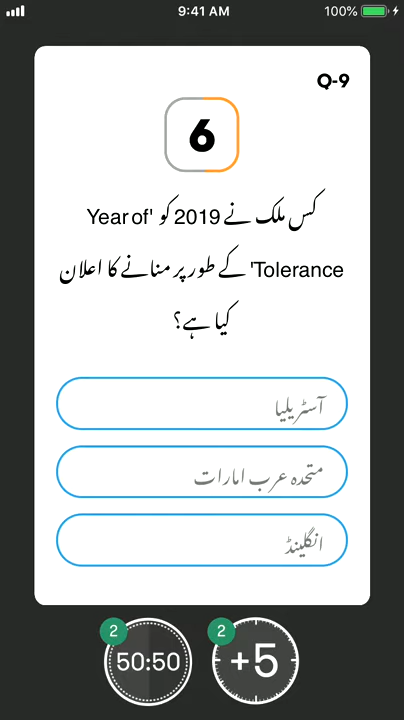 9:41 AM
100%
Q-9
6
کس ملک نے 2019 کو 'Year of
Tolerance' کے طور پر منانے کا اعلان
کیا ہے؟
آسٹریلیا
متحدہ عرب امارات
انگلینڈ
2
2
50:50
+5